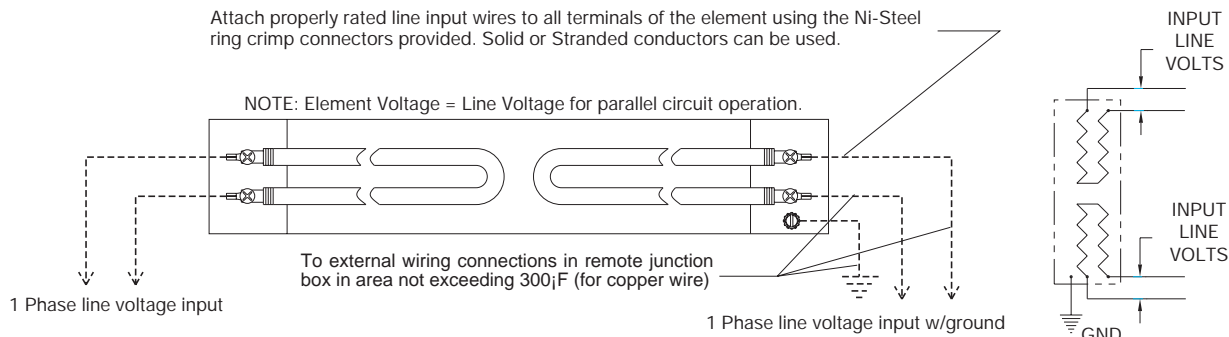 Attach properly rated line input wires to all terminals of the element using the Ni-Steel
ring crimp connectors provided. Solid or Stranded conductors can be used.
INPUT
LINE
VOLTS
NOTE: Element Voltage = Line Voltage for parallel circuit operation.
INPUT
LINE
VOLTS
To external wiring connections in remote junction
box in area not exceeding 300¡F (for copper wire)
1 Phase line voltage input
1 Phase line voltage input w/ground
GND